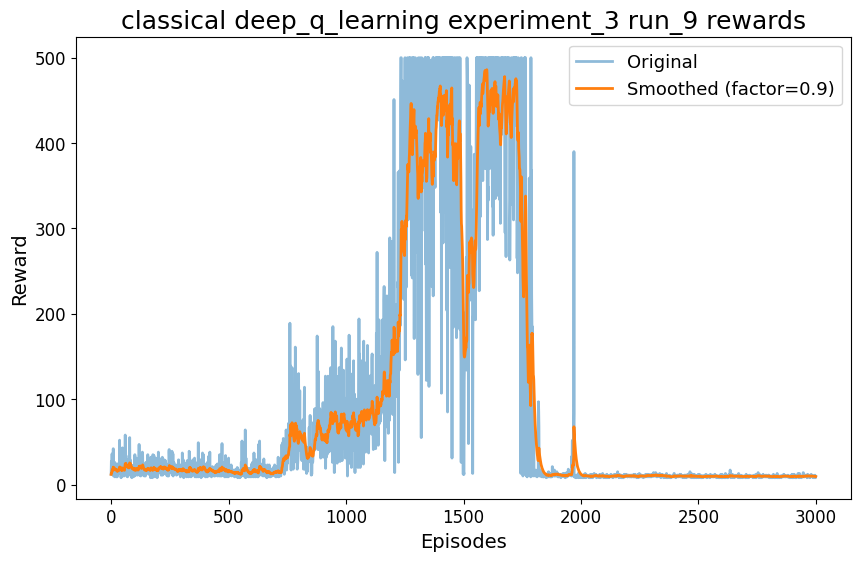 classical deep_q_learning experiment_3 run_9 rewards
Original
Smoothed (factor=0.9)
Reward
500
400
300
200
100
0
0 500 1000 1500 2000 2500 3000
Episodes